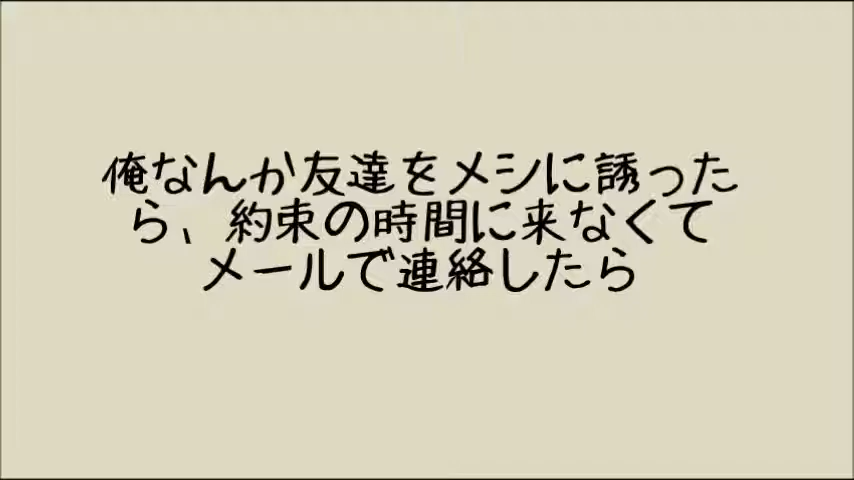 俺なんか友達をメシに誘った
ら、約束の時間に来なくて
メールで連絡したら